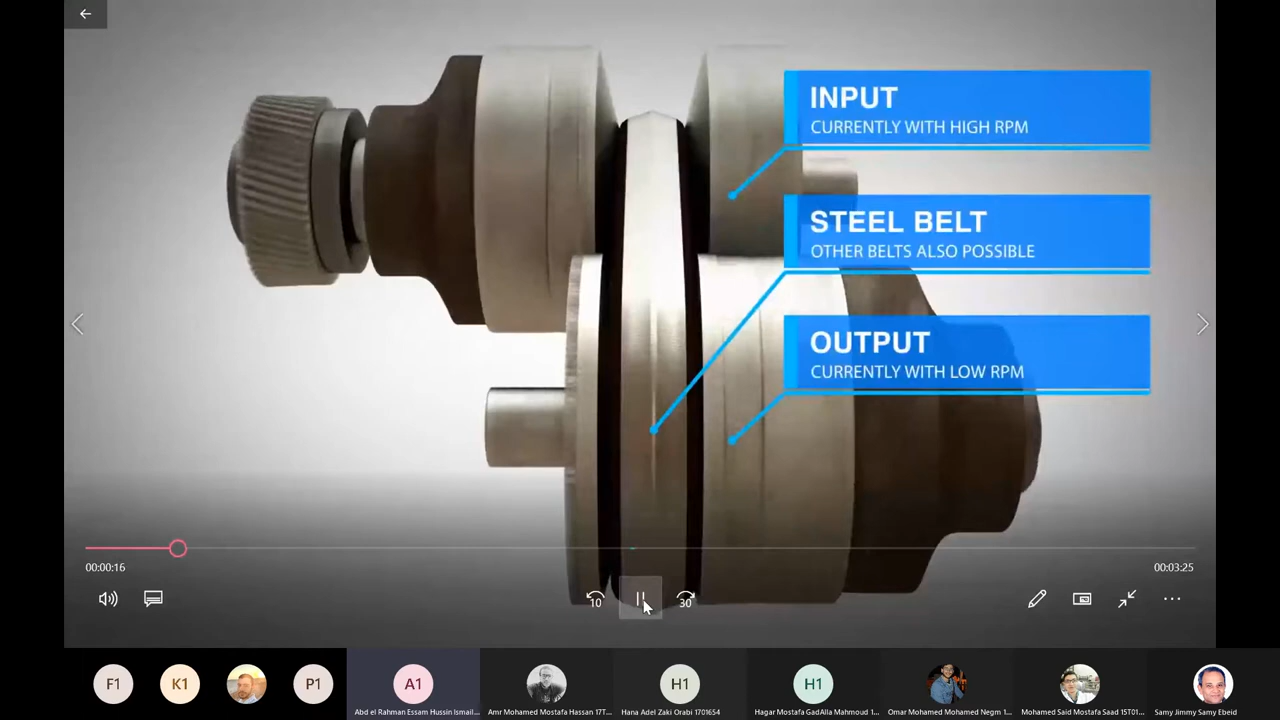 INPUT
CURRENTLY WITH HIGH RPM
STEEL BELT
OTHER BELTS ALSO POSSIBLE
OUTPUT
CURRENTLY WITH LOW RPM
00:00:16
00:03:25
10
30
F1
K1
P1
A1
H1
H1
Abd el Rahman Essam Hussin Ismail...
Amr Mohamed Mostafa Hassan 17T...
Hana Adel Zaki Orabi 1701654
Hagar Mostafa GadAlla Mahmoud 1...
Omar Mohamed Mohamed Negm 1...
Mohamed Said Mostafa Saad 15T01...
Samy Jimmy Samy Ebeid